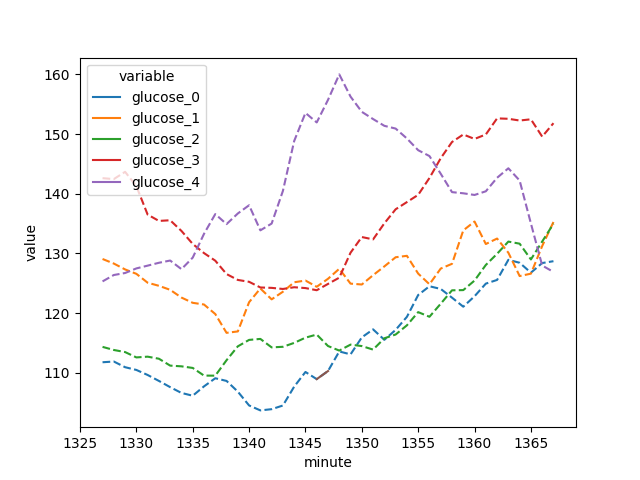 variable
glucose_0
glucose_1
glucose_2
glucose_3
glucose_4
160
150
140
130
120
110
value
1325 1330 1335 1340 1345 1350 1355 1360 1365
minute